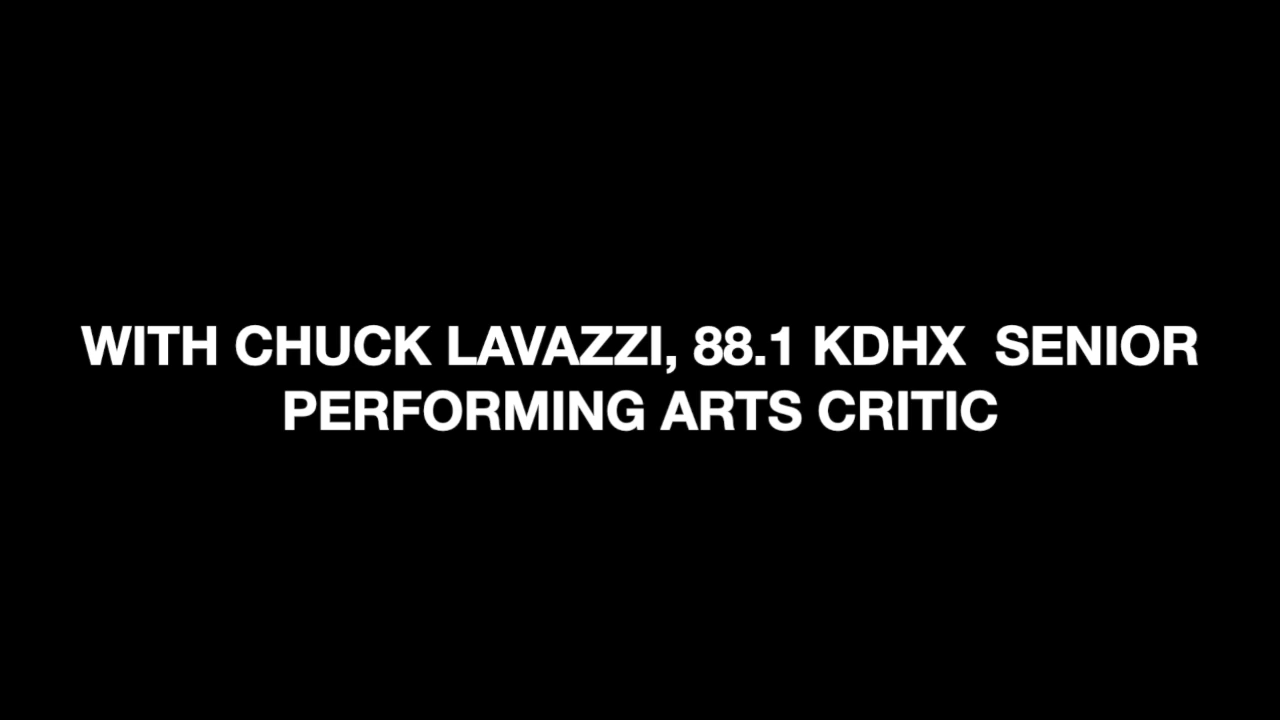 WITH CHUCK LAVAZZI, 88.1 KDHX  SENIOR
PERFORMING ARTS CRITIC